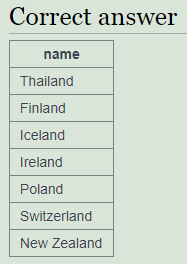 Correct answer
name
Thailand
Finland
Iceland
Ireland
Poland
Switzerland
New Zealand